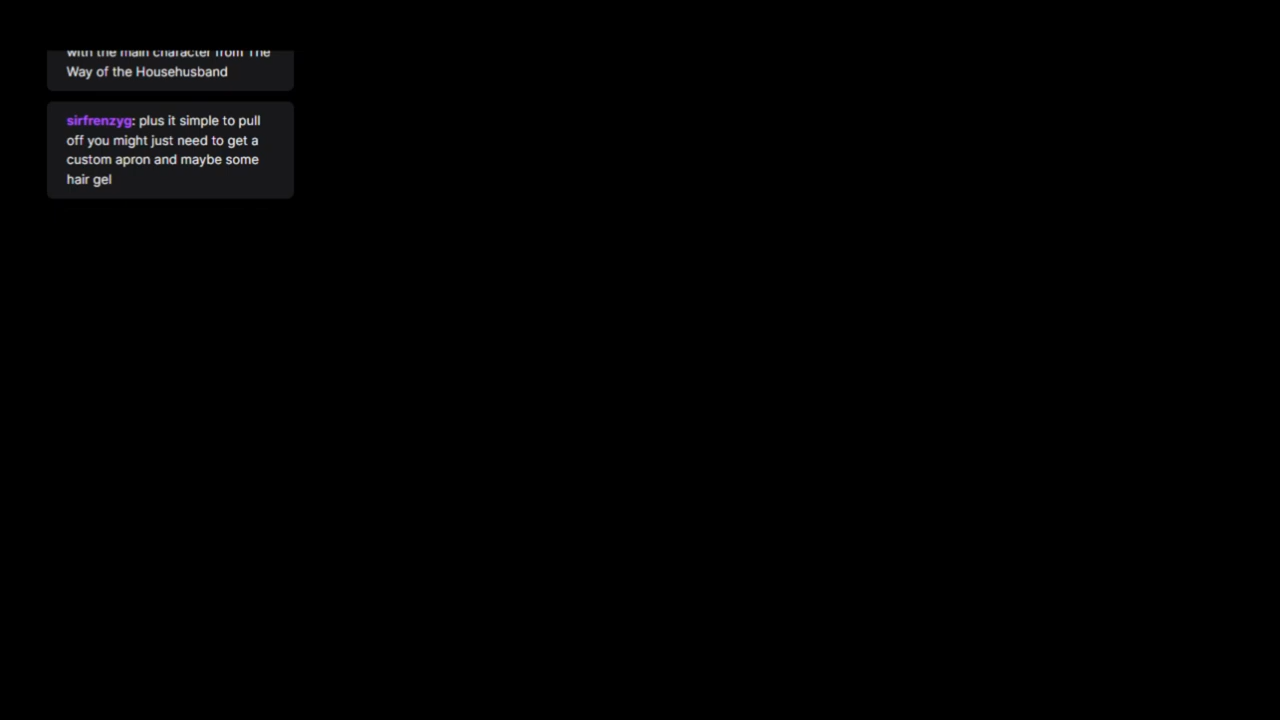 with the main character from The
Way of the Househusband
sirfrenzyg: plus it simple to pull
off you might just need to get a
custom apron and maybe some
hair gel